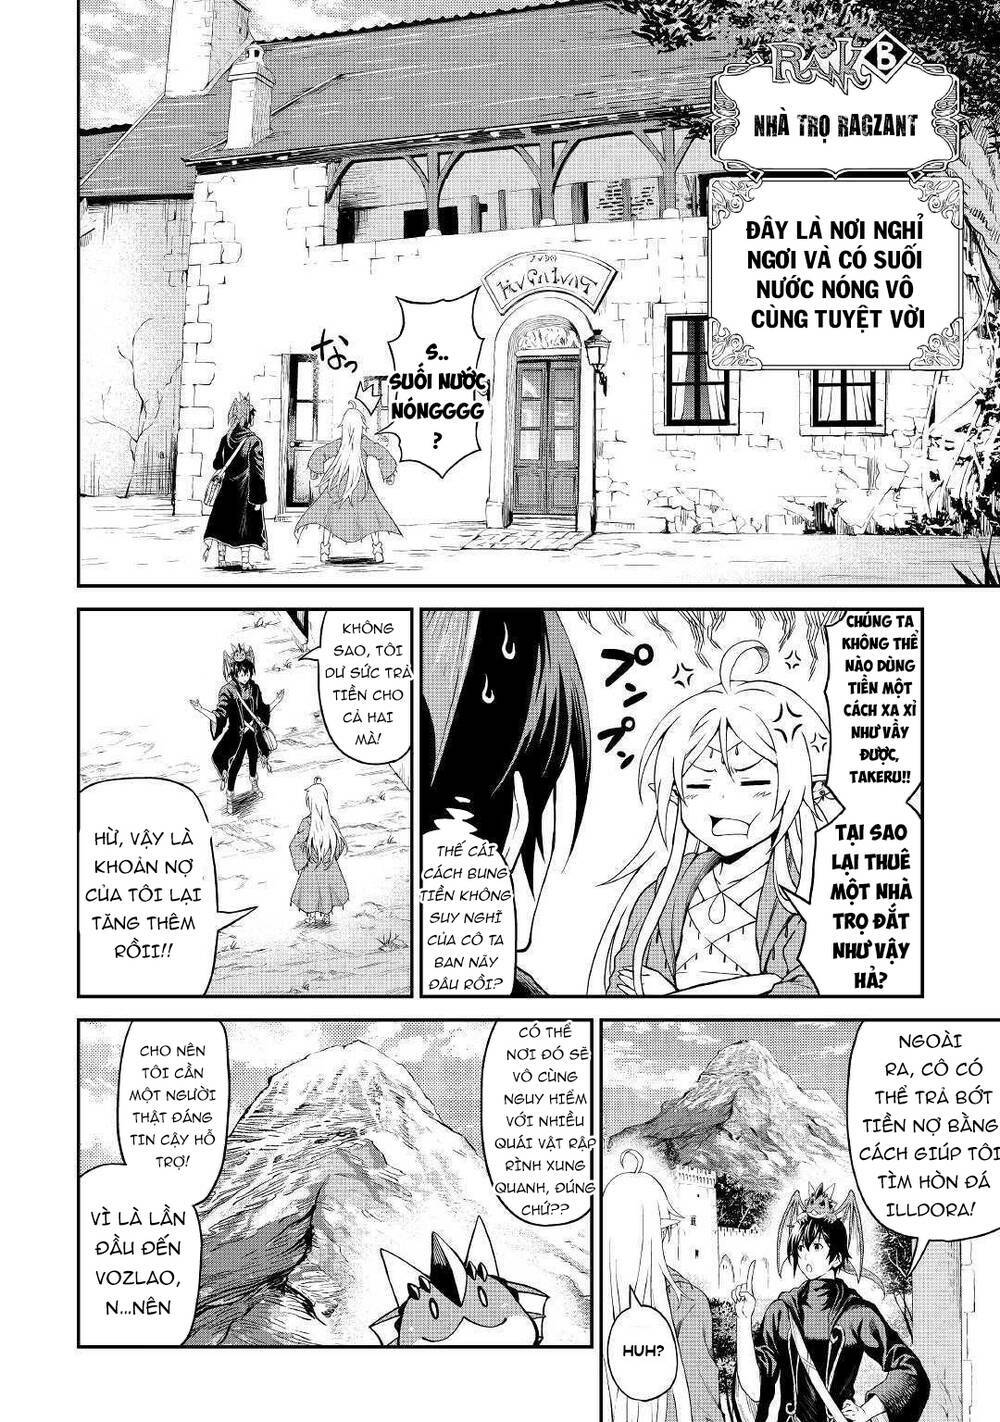 RANK B
NHÀ TRỌ RAGZANT
ĐÂY LÀ NƠI NGHỈ
NGƠI VÀ CÓ SUỐI
NƯỚC NÓNG VÔ
CÙNG TUYỆT VỜI
S..
SUỐI NƯỚC
NÓNGGGG
?
なっ
CHÚNG TA
KHÔNG THỂ
NÀO DÙNG
TIỀN MỘT
CÁCH XA XỈ
NHƯ VẦY
ĐƯỢC,
TAKERU!!
TẠI SAO
LẠI THUÊ
MỘT NHÀ
TRỌ ĐẮT
NHƯ VẬY
HẢ?
ぷん
ぷん
THẾ CÁI
CÁCH BUNG
TIỀN KHÔNG
SUY NGHĨ
CỦA CÔ TA
BAN NÃY
ĐÂU RỒI?
KHÔNG
SAO, TÔI
DƯ SỨC TRẢ
TIỀN CHO
CẢ HAI
MÀ!
HỪ, VẬY LÀ
KHOẢN NỢ
CỦA TÔI LẠI
TĂNG THÊM
RỒII!!
NGOÀI
RA, CÔ CÓ
THỂ TRẢ BỚT
TIỀN NỢ BẰNG
CÁCH GIÚP TÔI
TÌM HÒN ĐÁ
ILLDORA!
HUH?
CÓ THỂ
NƠI ĐÓ SẼ
VÔ CÙNG
NGUY HIỂM
VỚI NHIỀU
QUÁI VẬT RẬP
RÌNH XUNG
QUANH, ĐÚNG
CHỨ??
CHO NÊN
TÔI CẦN
MỘT NGƯỜI
THẬT ĐÁNG
TIN CẬY HỖ
TRỢ!
VÌ LÀ LẦN
ĐẦU ĐẾN
VOZLAO,
N...NÊN